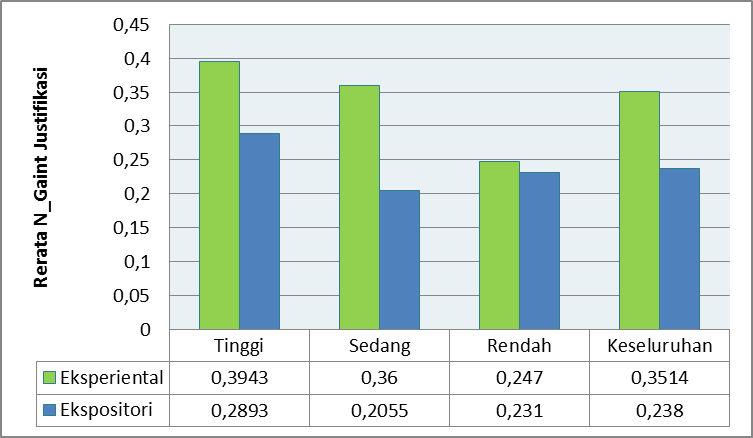 Rerata N_Gaint Justifikasi
0,45
0,4
0,35
0,3
0,25
0,2
0,15
0,1
0,05
0
Tinggi Sedang Rendah Keseluruhan
Eksperiental 0,3943 0,36 0,247 0,3514
Ekspositori 0,2893 0,2055 0,231 0,238